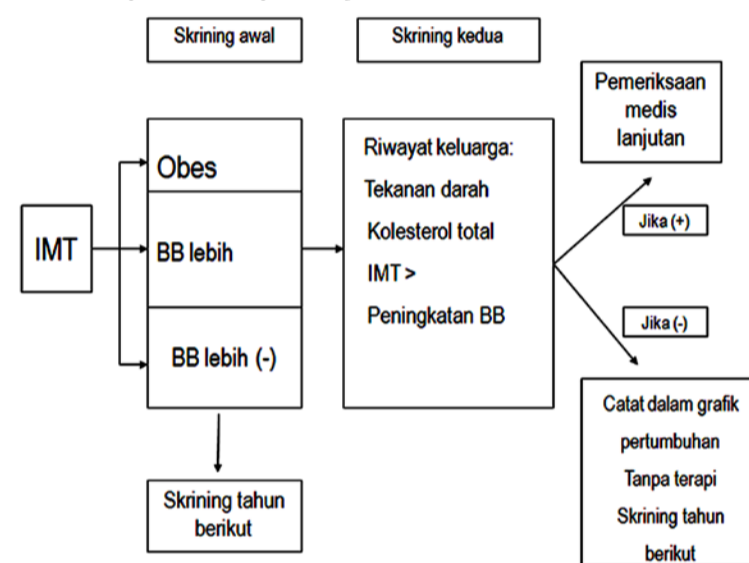 Skrining awal
Skrining kedua
Pemeriksaan
medis
lanjutan
IMT
Obes
BB lebih
BB lebih (-)
Riwayat keluarga:
Tekanan darah
Kolesterol total
IMT >
Peningkatan BB
Jika (+)
Jika (-)
Skrining tahun
berikut
Catat dalam grafik
pertumbuhan
Tanpa terapi
Skrining tahun
berikut